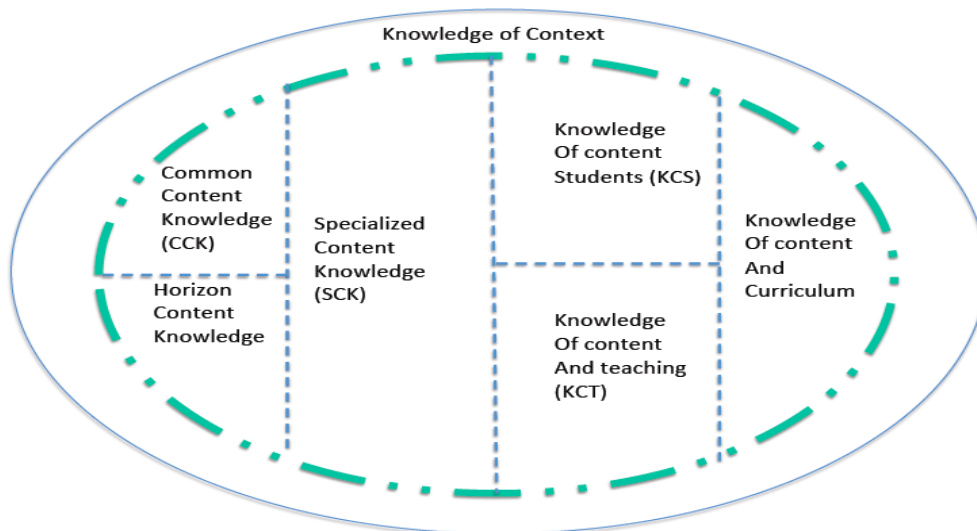 Knowledge of Context
Common
Content
Knowledge
(CCK)
Horizon
Content
Knowledge
Specialized
Content
Knowledge
(SCK)
Knowledge
Of content
Students (KCS)
Knowledge
Of content
And teaching
(KCT)
Knowledge
Of content
And
Curriculum